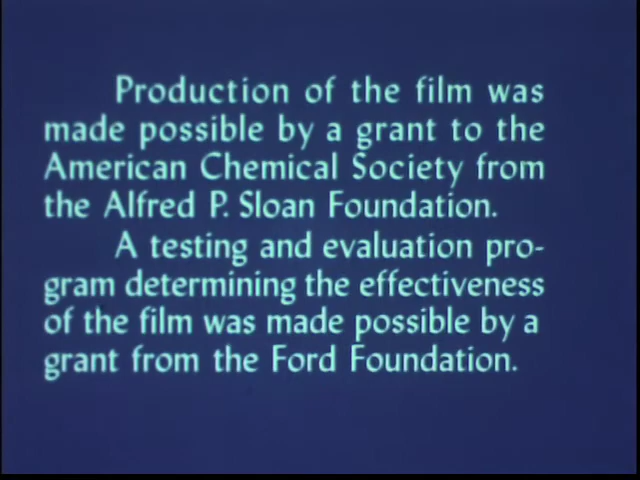 Production of the film was
made possible by a grant to the
American Chemical Society from
the Alfred P. Sloan Foundation.
A testing and evaluation pro-
gram determining the effectiveness
of the film was made possible by a
grant from the Ford Foundation.